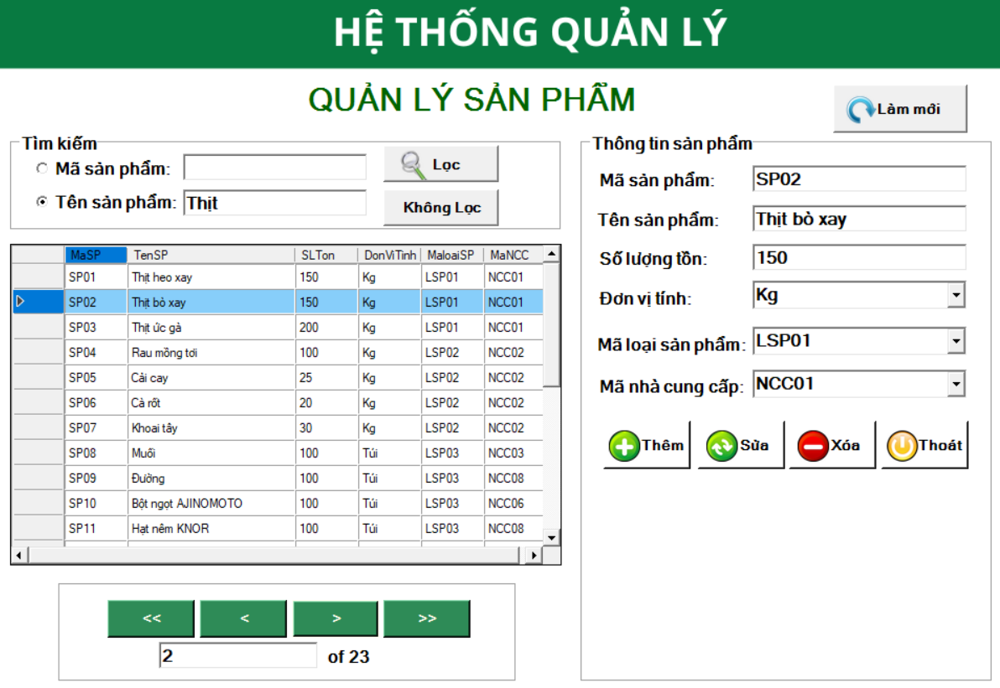 HỆ THỐNG QUẢN LÝ
QUẢN LÝ SẢN PHẨM
Làm mới
Tìm kiếm
Mã sản phẩm:
Lọc
Tên sản phẩm: Thịt
Không Lọc
MaSP TenSP SLTon DonViTinh MaloaiSP MaNCC
SP01 Thịt heo xay 150 Kg LSP01 NCC01
SP02 Thịt bò xay 150 Kg LSP01 NCC01
SP03 Thịt ức gà 200 Kg LSP01 NCC01
SP04 Rau mồng tơi 100 Kg LSP02 NCC02
SP05 Cải cay 25 Kg LSP02 NCC02
SP06 Cà rốt 20 Kg LSP02 NCC02
SP07 Khoai tây 30 Kg LSP02 NCC02
SP08 Muối 100 Túi LSP03 NCC03
SP09 Đường 100 Túi LSP03 NCC08
SP10 Bột ngọt AJINOMOTO 100 Túi LSP03 NCC06
SP11 Hạt nêm KNOR 100 Túi LSP03 NCC08
<< < > >>
2 of 23
Thông tin sản phẩm
Mã sản phẩm: SP02
Tên sản phẩm: Thịt bò xay
Số lượng tồn: 150
Đơn vị tính: Kg
Mã loại sản phẩm: LSP01
Mã nhà cung cấp: NCC01
Thêm Sửa Xóa Thoát